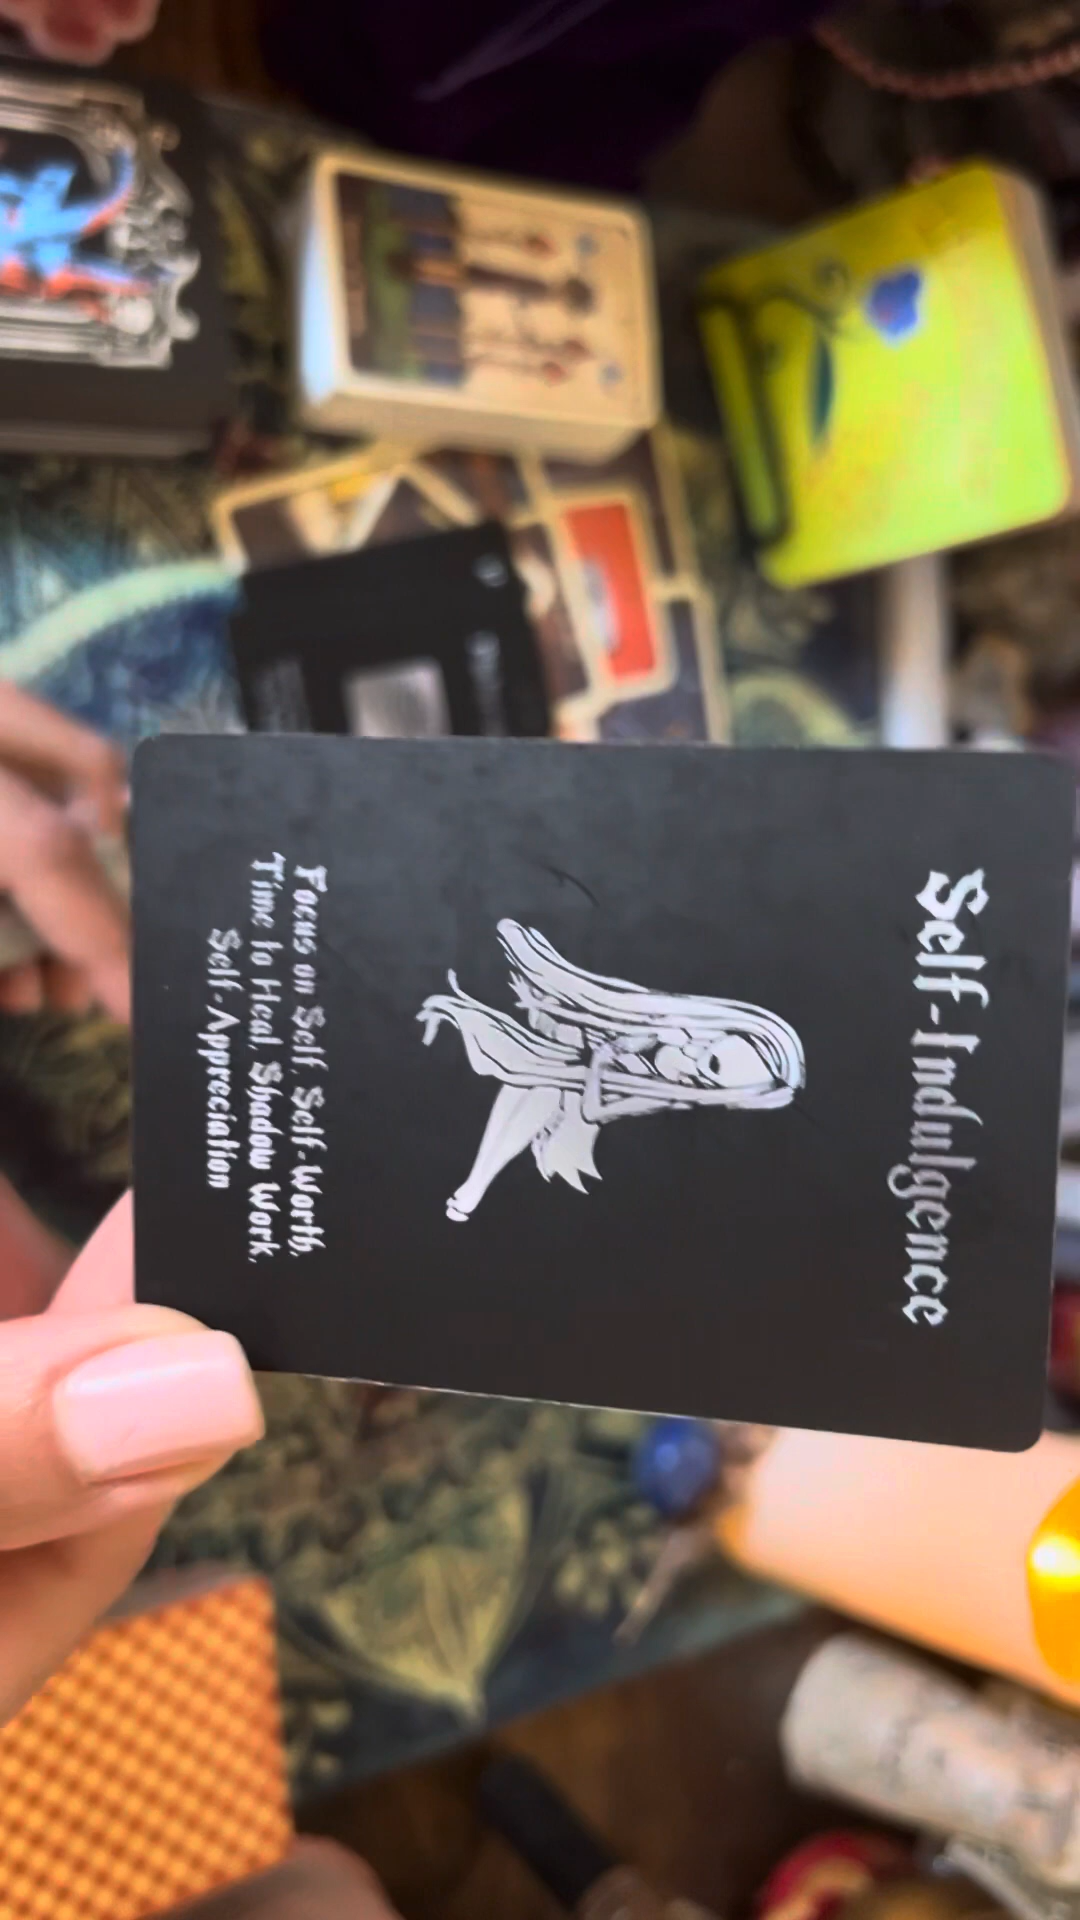 Self-Indulgence
Focus on Self, Self-Worth,
Time to Heal, Shadow Work,
Self-Appreciation